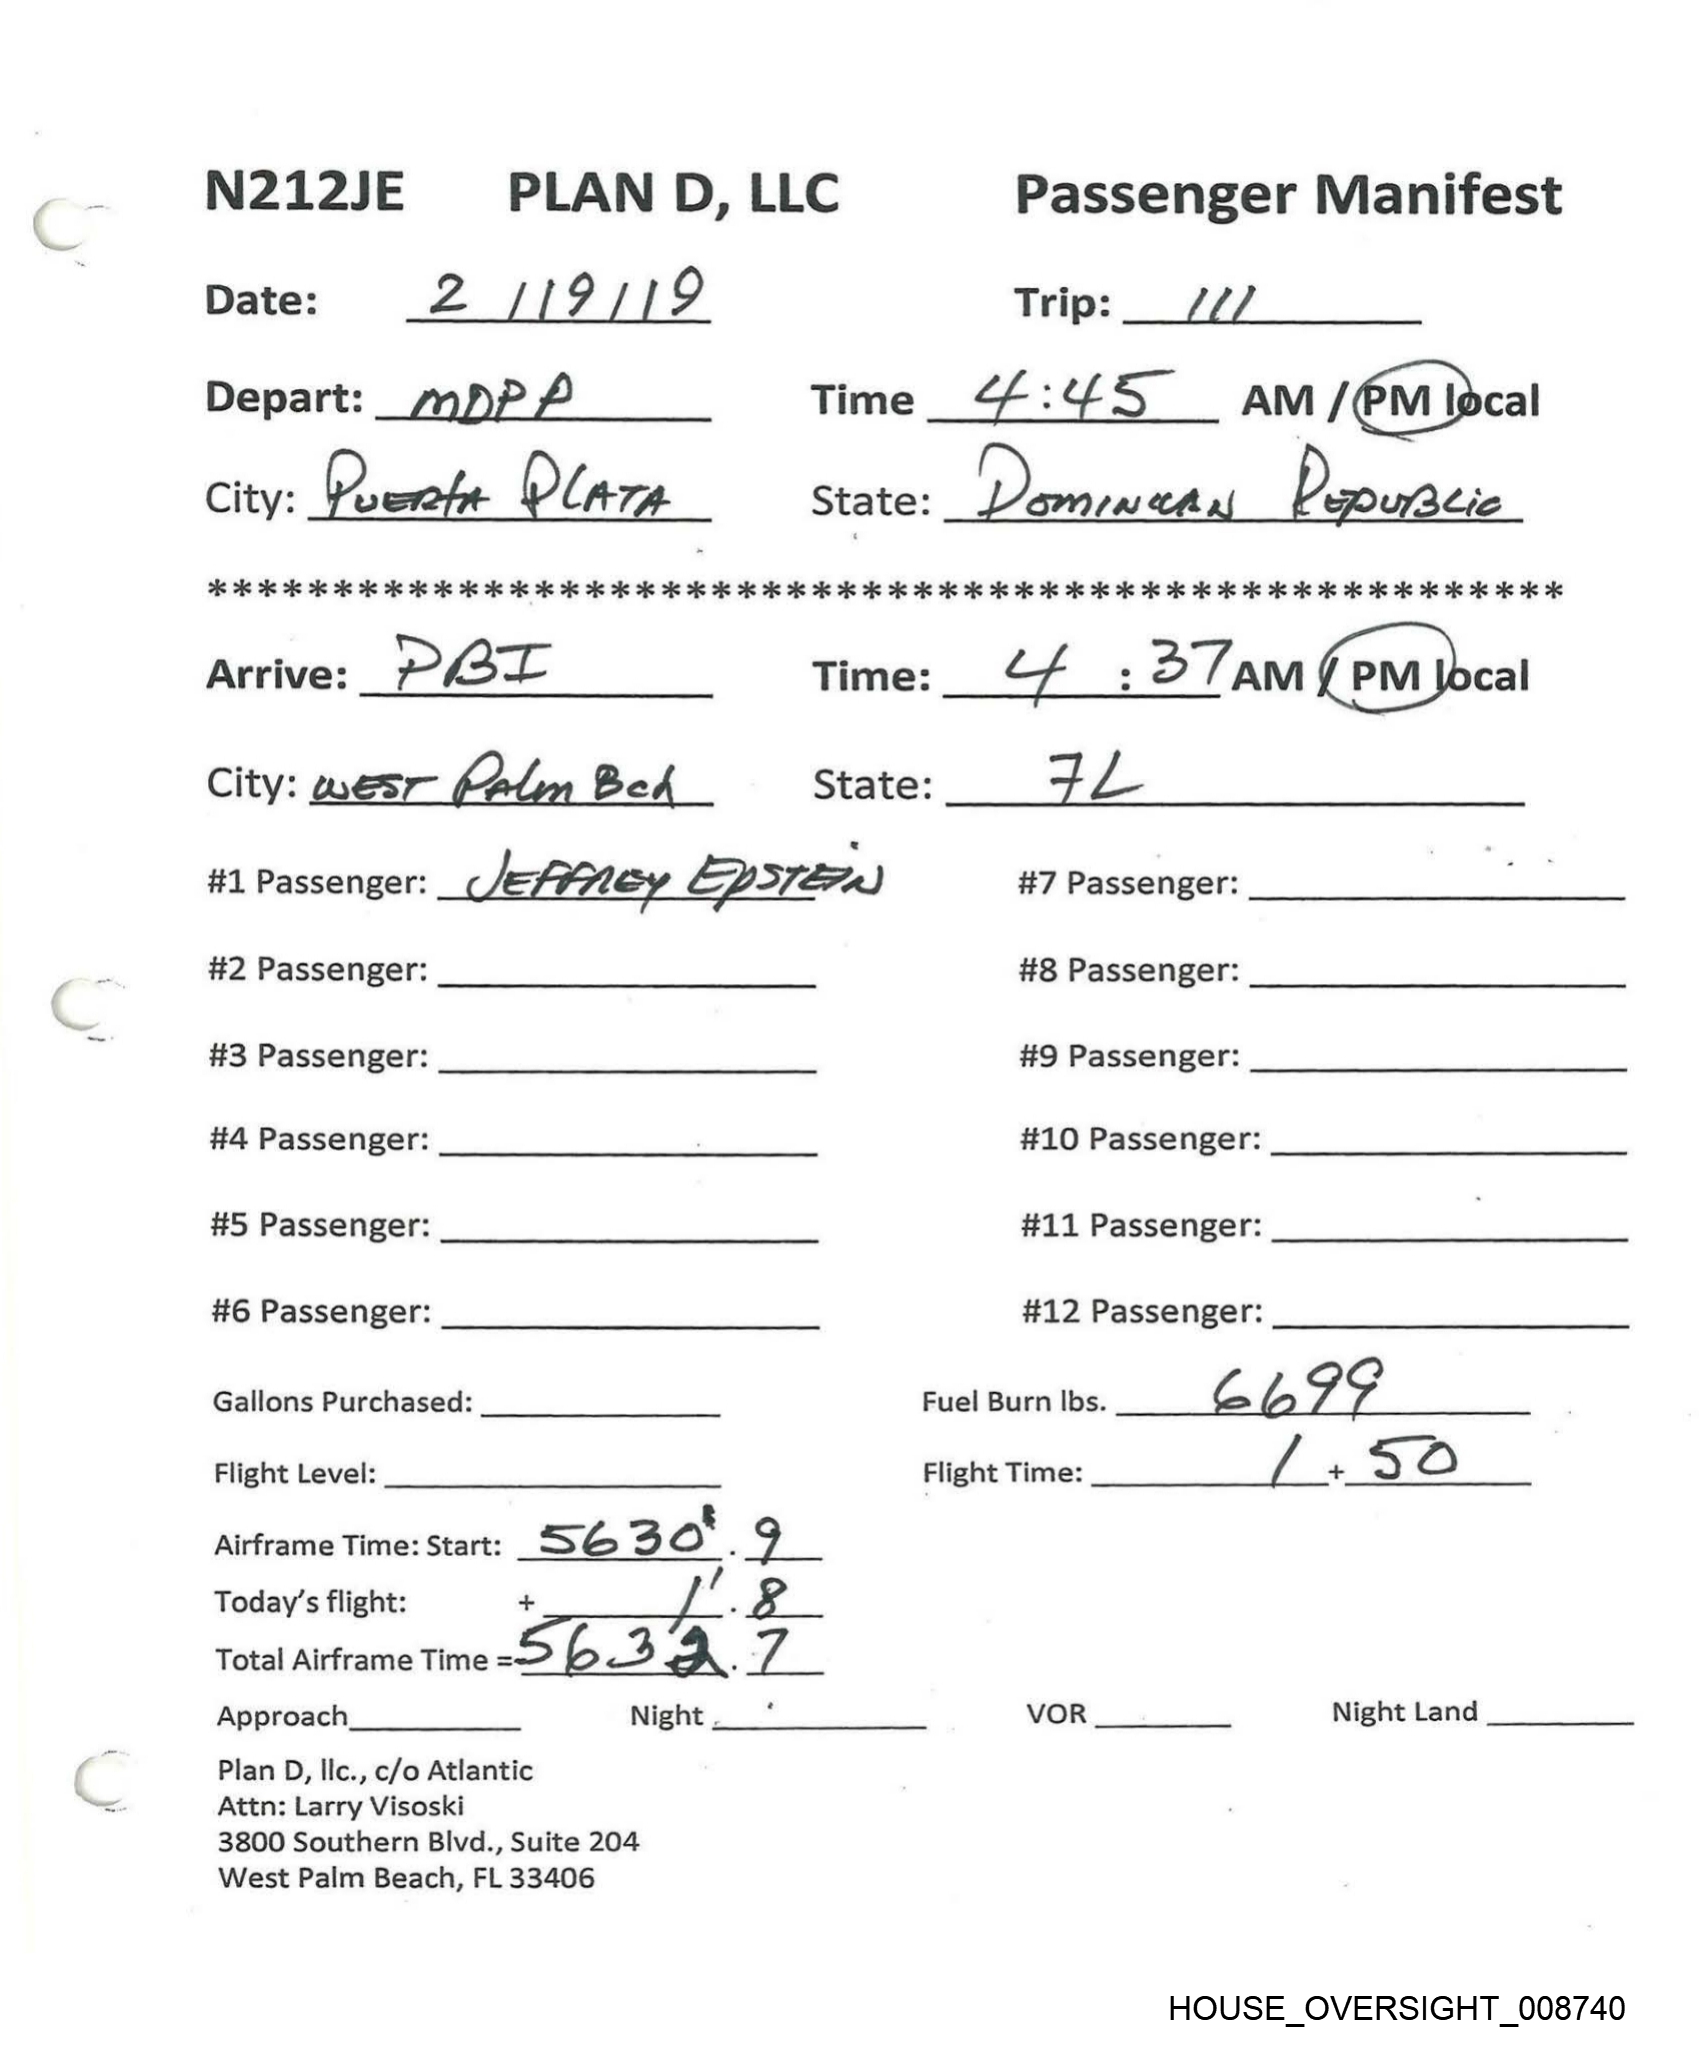 N212JE PLAN D, LLC Passenger Manifest
Date: 2/19/19 Trip: 111
Depart: MDPP Time 4:45 AM / PM local
City: PUERTA PLATA State: DOMINICAN REPUBLIC
******************************************************
Arrive: PBI Time: 4:37 AM / PM local
City: WEST Palm Bch State: FL
#1 Passenger: JEFFREY EPSTEIN #7 Passenger:
#2 Passenger: #8 Passenger:
#3 Passenger: #9 Passenger:
#4 Passenger: #10 Passenger:
#5 Passenger: #11 Passenger:
#6 Passenger: #12 Passenger:
Gallons Purchased: Fuel Burn lbs. 6699
Flight Level: Flight Time: 1 + 50
Airframe Time: Start: 5630.9
Today's flight: + 1.8
Total Airframe Time = 5632.7
Approach Night VOR Night Land
Plan D, llc., c/o Atlantic
Attn: Larry Visoski
3800 Southern Blvd., Suite 204
West Palm Beach, FL 33406
HOUSE_OVERSIGHT_008740